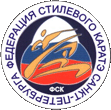 ФЕДЕРАЦИЯ СТИЛЕВОГО КАРАТЭ
САНКТ-ПЕТЕРБУРГА
ФСК